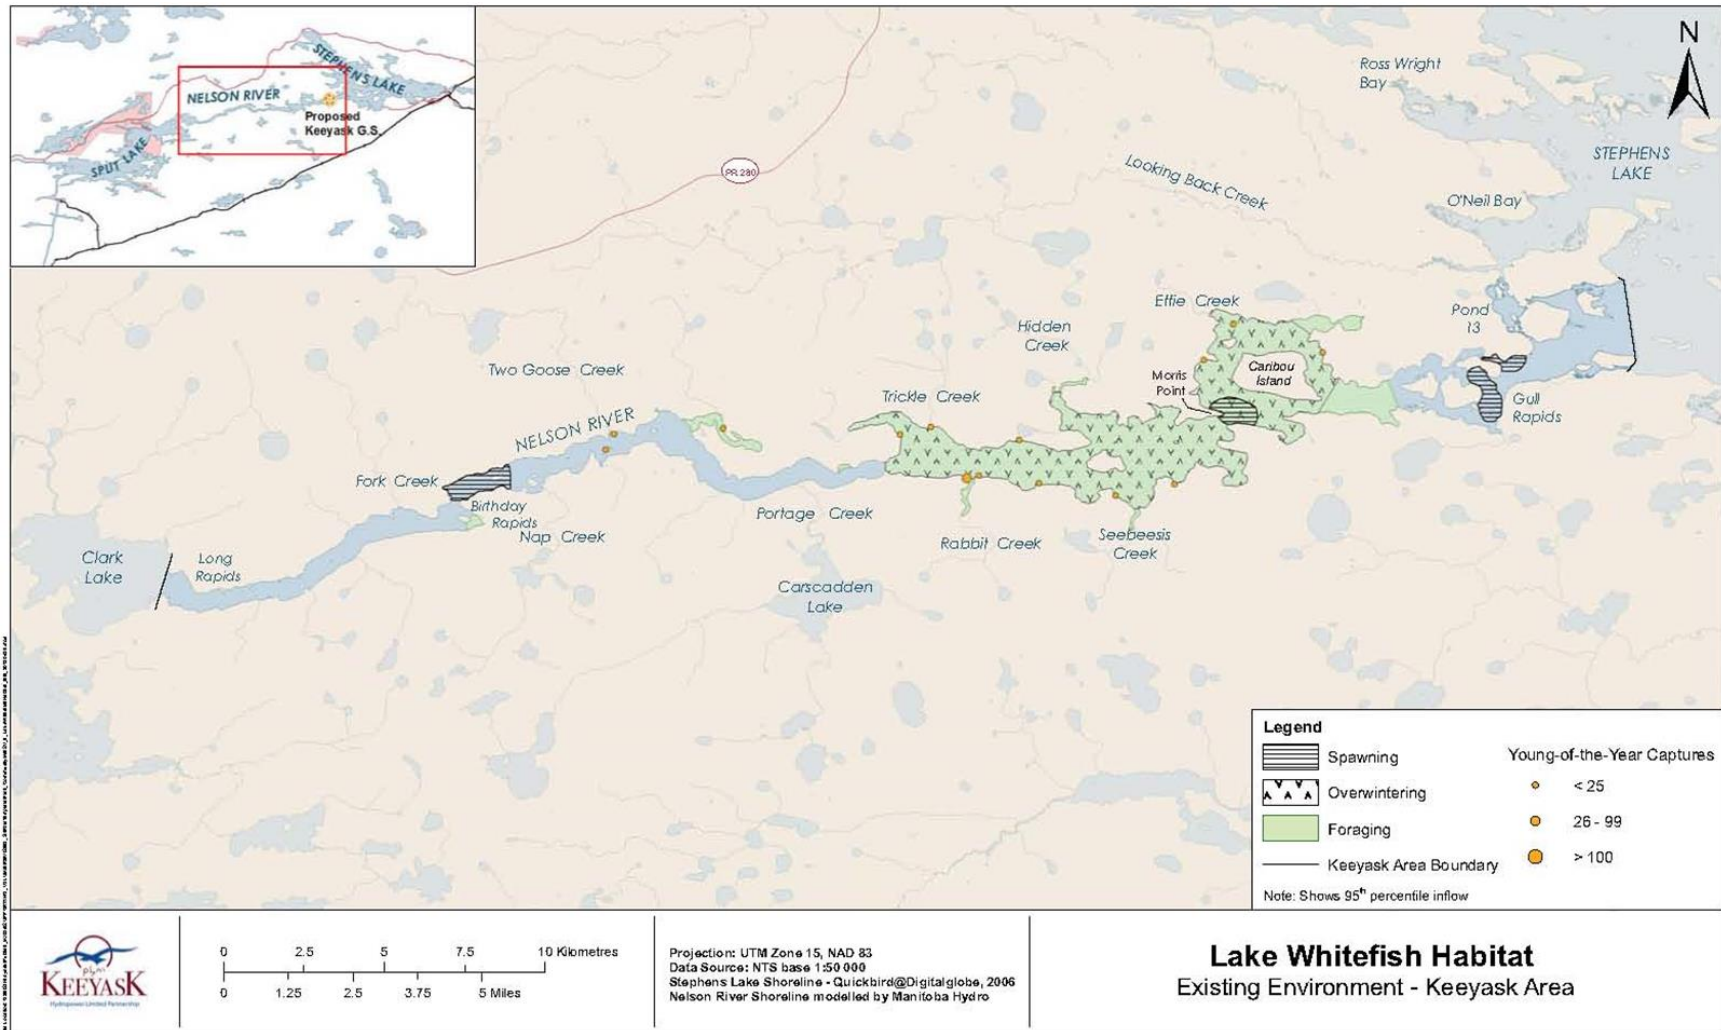 STEPHENS LAKE
NELSON RIVER
Proposed
Keeyask G.S.
SPLIT LAKE
N
Ross Wright
Bay
PR 280
STEPHENS
LAKE
Looking Back Creek
O'Neil Bay
Effie Creek
Pond
13
Hidden
Creek
Two Goose Creek
Morris
Point
Caribou
Island
Trickle Creek
Gull
Rapids
NELSON RIVER
Fork Creek
Birthday
Rapids
Nap Creek
Portage Creek
Rabbit Creek
Seebeesis
Creek
Clark
Lake
Long
Rapids
Carscadden
Lake
Legend
Spawning
Overwintering
Foraging
Keeyask Area Boundary
Note: Shows 95th percentile inflow
Young-of-the-Year Captures
< 25
26 - 99
> 100
KEEYASK
Hydropower Limited Partnership
0 2.5 5 7.5 10 Kilometres
0 1.25 2.5 3.75 5 Miles
Projection: UTM Zone 15, NAD 83
Data Source: NTS base 1:50 000
Stephens Lake Shoreline - Quickbird@Digitalglobe, 2006
Nelson River Shoreline modelled by Manitoba Hydro
Lake Whitefish Habitat
Existing Environment - Keeyask Area